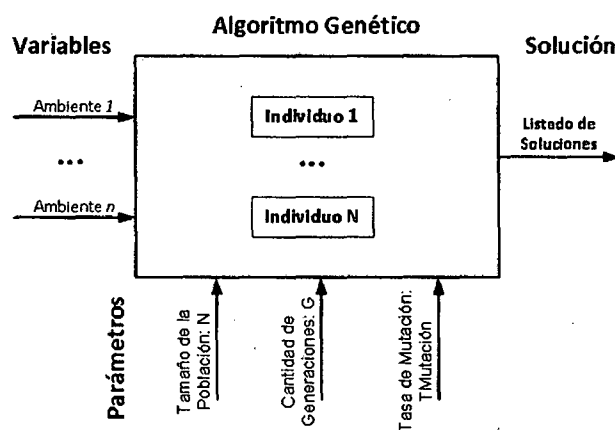 Algoritmo Genético
Variables
Solución
Ambiente 1
Individuo 1
Listado de
Soluciones
...
...
Ambiente n
Individuo N
Parámetros
Tamaño de la
Población: N
Cantidad de
Generaciones: G
Tasa de Mutación:
TMutación